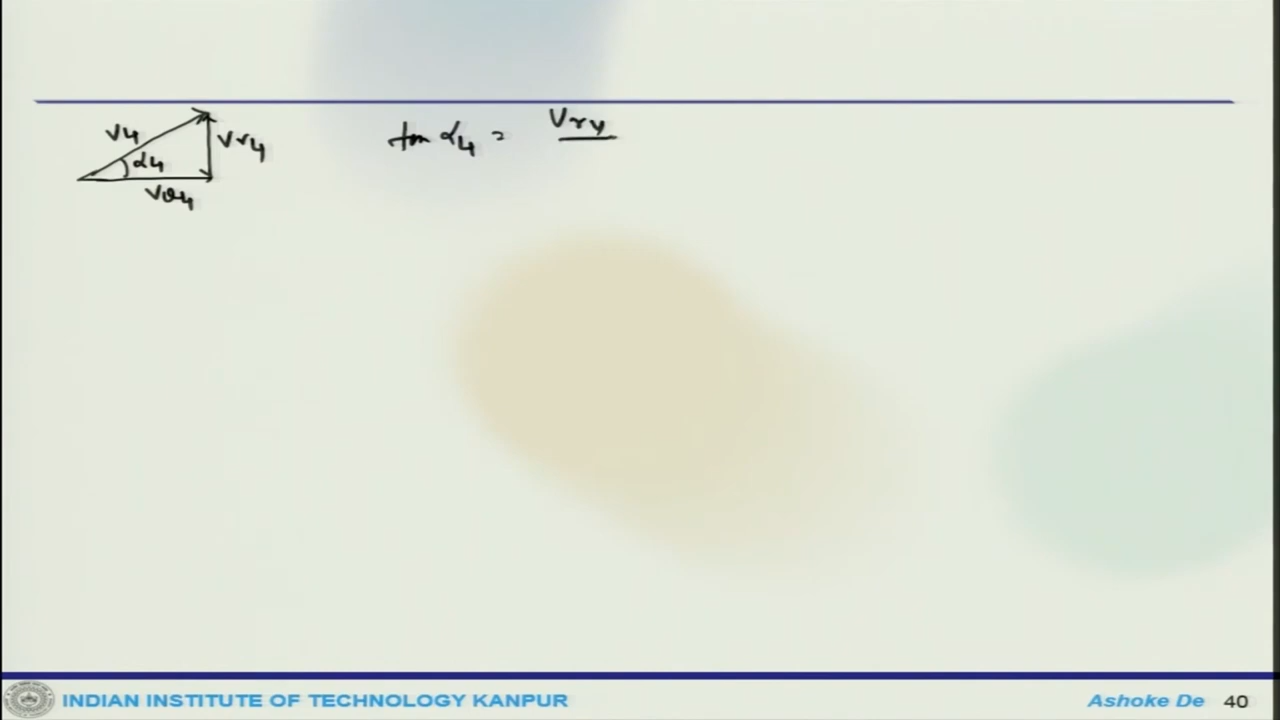 V4
α4
Vr4
Vθ4
tan α4 = Vr4
INDIAN INSTITUTE OF TECHNOLOGY KANPUR
Ashoke De 40